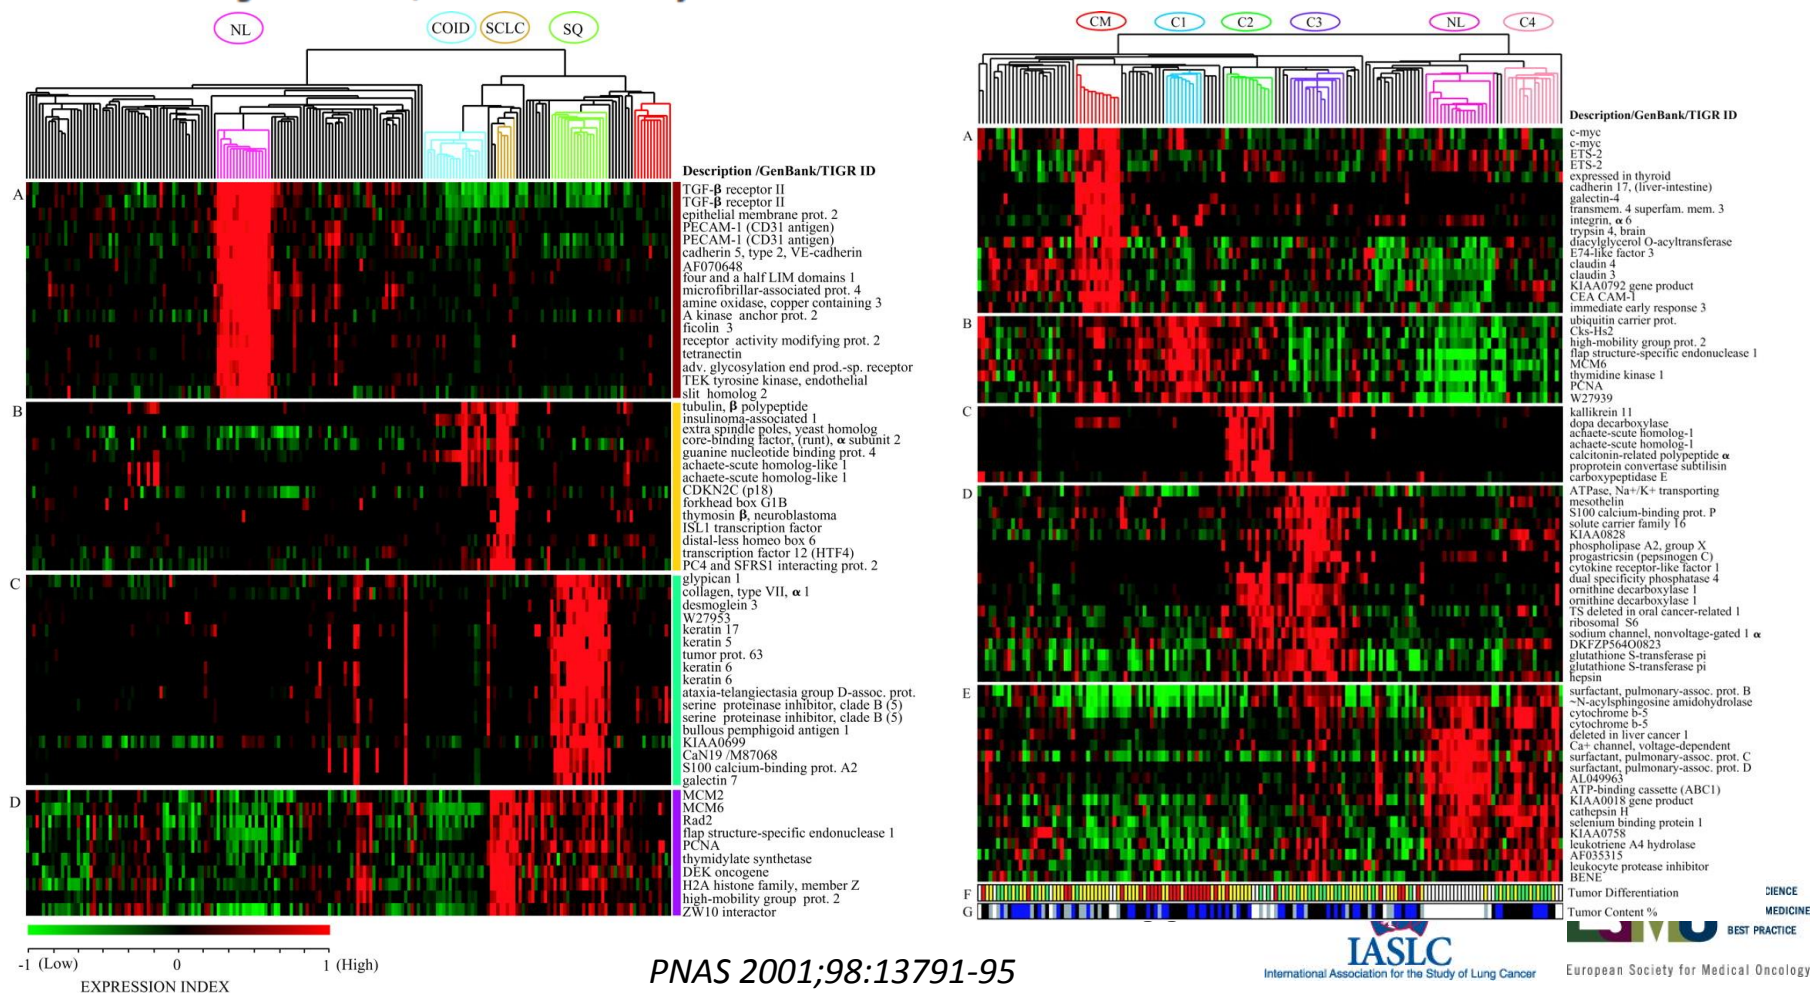 NL
COID
SCLC
SQ
Description /GenBank/TIGR ID
A
TGF-β receptor II
TGF-β receptor II
epithelial membrane prot. 2
PECAM-1 (CD31 antigen)
PECAM-1 (CD31 antigen)
cadherin 5, type 2, VE-cadherin
AF070648
four and a half LIM domains 1
microfibrillar-associated prot. 4
amine oxidase, copper containing 3
A kinase anchor prot. 2
ficolin 3
receptor activity modifying prot. 2
tetranectin
adv. glycosylation end prod.-sp. receptor
TEK tyrosine kinase, endothelial
slit homolog 2
B
tubulin, β polypeptide
insulinoma-associated 1
extra spindle poles, yeast homolog
core-binding factor, (runt), α subunit 2
guanine nucleotide binding prot. 4
achaete-scute homolog-like 1
achaete-scute homolog-like 1
CDKN2C (p18)
forkhead box G1B
thymosin β, neuroblastoma
ISL1 transcription factor
distal-less homeo box 6
transcription factor 12 (HTF4)
PC4 and SFRS1 interacting prot. 2
C
glypican 1
collagen, type VII, α 1
desmoglein 3
W27953
keratin 17
keratin 5
tumor prot. 63
keratin 6
keratin 6
ataxia-telangiectasia group D-assoc. prot.
serine proteinase inhibitor, clade B (5)
serine proteinase inhibitor, clade B (5)
bullous pemphigoid antigen 1
KIAA0699
CaN19 /M87068
S100 calcium-binding prot. A2
galectin 7
D
MCM2
MCM6
Rad2
flap structure-specific endonuclease 1
PCNA
thymidylate synthetase
DEK oncogene
H2A histone family, member Z
high-mobility group prot. 2
ZW10 interactor
-1 (Low)
0
1 (High)
EXPRESSION INDEX
CM
C1
C2
C3
NL
C4
Description/GenBank/TIGR ID
A
c-myc
c-myc
ETS-2
ETS-2
expressed in thyroid
cadherin 17, (liver-intestine)
galectin-4
transmem. 4 superfam. mem. 3
integrin, α 6
trypsin 4, brain
diacylglycerol O-acyltransferase
E74-like factor 3
claudin 4
claudin 3
KIAA0792 gene product
CEA CAM-1
immediate early response 3
B
ubiquitin carrier prot.
Cks-Hs2
high-mobility group prot. 2
flap structure-specific endonuclease 1
MCM6
thymidine kinase 1
PCNA
W27939
C
kallikrein 11
dopa decarboxylase
achaete-scute homolog-1
achaete-scute homolog-1
calcitonin-related polypeptide α
proprotein convertase subtilisin
carboxypeptidase E
D
ATPase, Na+/K+ transporting
mesothelin
S100 calcium-binding prot. P
solute carrier family 16
KIAA0828
phospholipase A2, group X
progastricsin (pepsinogen C)
cytokine receptor-like factor 1
dual specificity phosphatase 4
ornithine decarboxylase 1
ornithine decarboxylase 1
TS deleted in oral cancer-related 1
ribosomal S6
sodium channel, nonvoltage-gated 1 α
DKFZP564O0823
glutathione S-transferase pi
glutathione S-transferase pi
hepsin
E
surfactant, pulmonary-assoc. prot. B
~N-acylsphingosine amidohydrolase
cytochrome b-5
cytochrome b-5
deleted in liver cancer 1
Ca+ channel, voltage-dependent
surfactant, pulmonary-assoc. prot. C
surfactant, pulmonary-assoc. prot. D
AL049963
ATP-binding cassette (ABC1)
KIAA0018 gene product
cathepsin H
selenium binding protein 1
KIAA0758
leukotriene A4 hydrolase
AF035315
leukocyte protease inhibitor
BENE
F
Tumor Differentiation
G
Tumor Content %
PNAS 2001;98:13791-95
IASLC
International Association for the Study of Lung Cancer
CIENCE
MEDICINE
BEST PRACTICE
European Society for Medical Oncology